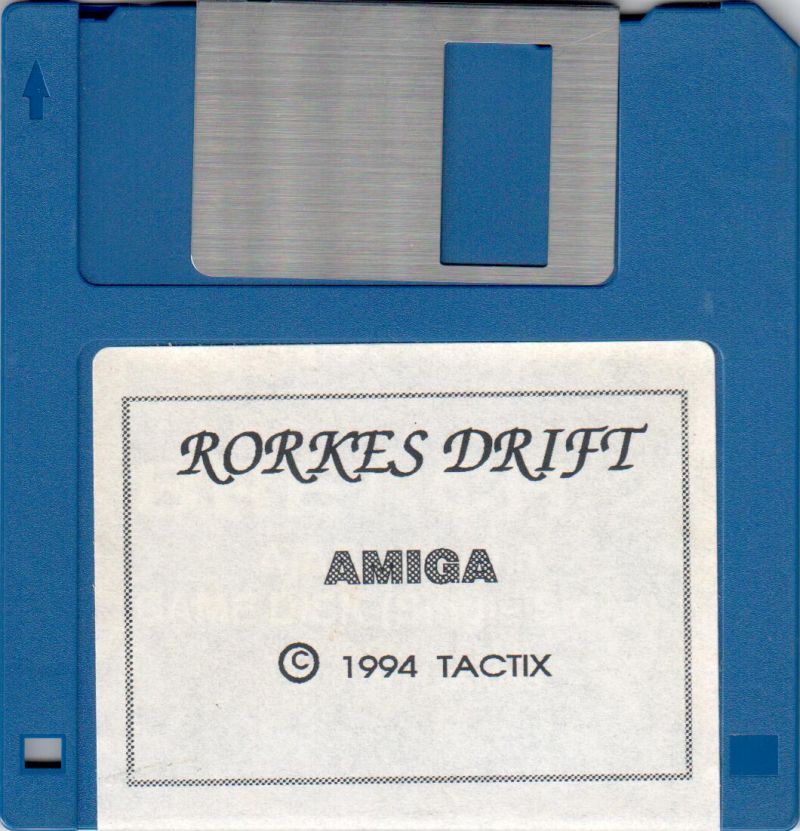 RORKES DRIFT
AMIGA
© 1994 TACTIX